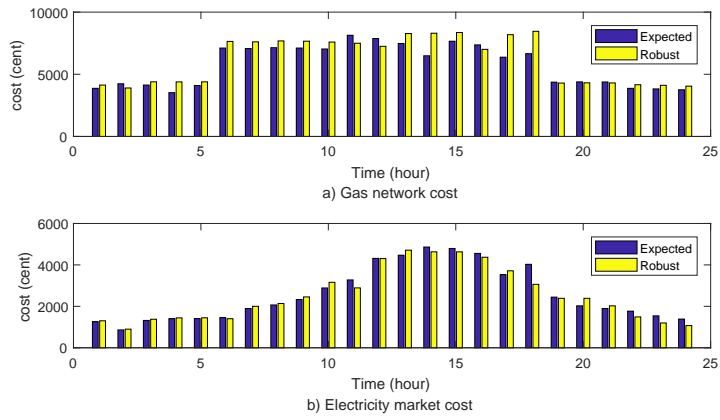 10000
5000
0
cost (cent)
Expected
Robust
0 5 10 15 20 25
Time (hour)
a) Gas network cost
6000
4000
2000
0
cost (cent)
Expected
Robust
0 5 10 15 20 25
Time (hour)
b) Electricity market cost